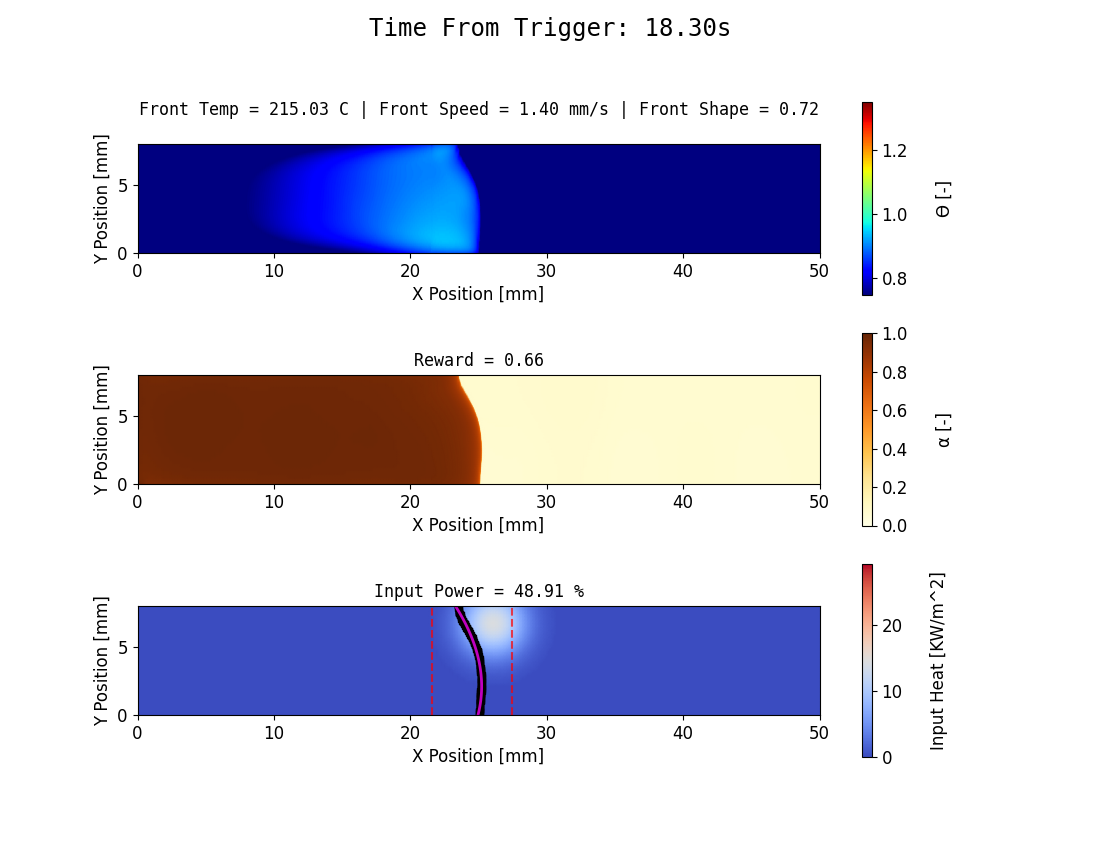 Time From Trigger: 18.30s
Front Temp = 215.03 C | Front Speed = 1.40 mm/s | Front Shape = 0.72
Y Position [mm]
5
0
0 10 20 30 40 50
X Position [mm]
1.2
1.0
0.8
Θ [-]
Reward = 0.66
Y Position [mm]
5
0
0 10 20 30 40 50
X Position [mm]
1.0
0.8
0.6
0.4
0.2
0.0
α [-]
Input Power = 48.91 %
Y Position [mm]
5
0
0 10 20 30 40 50
X Position [mm]
20
10
0
Input Heat [KW/m^2]